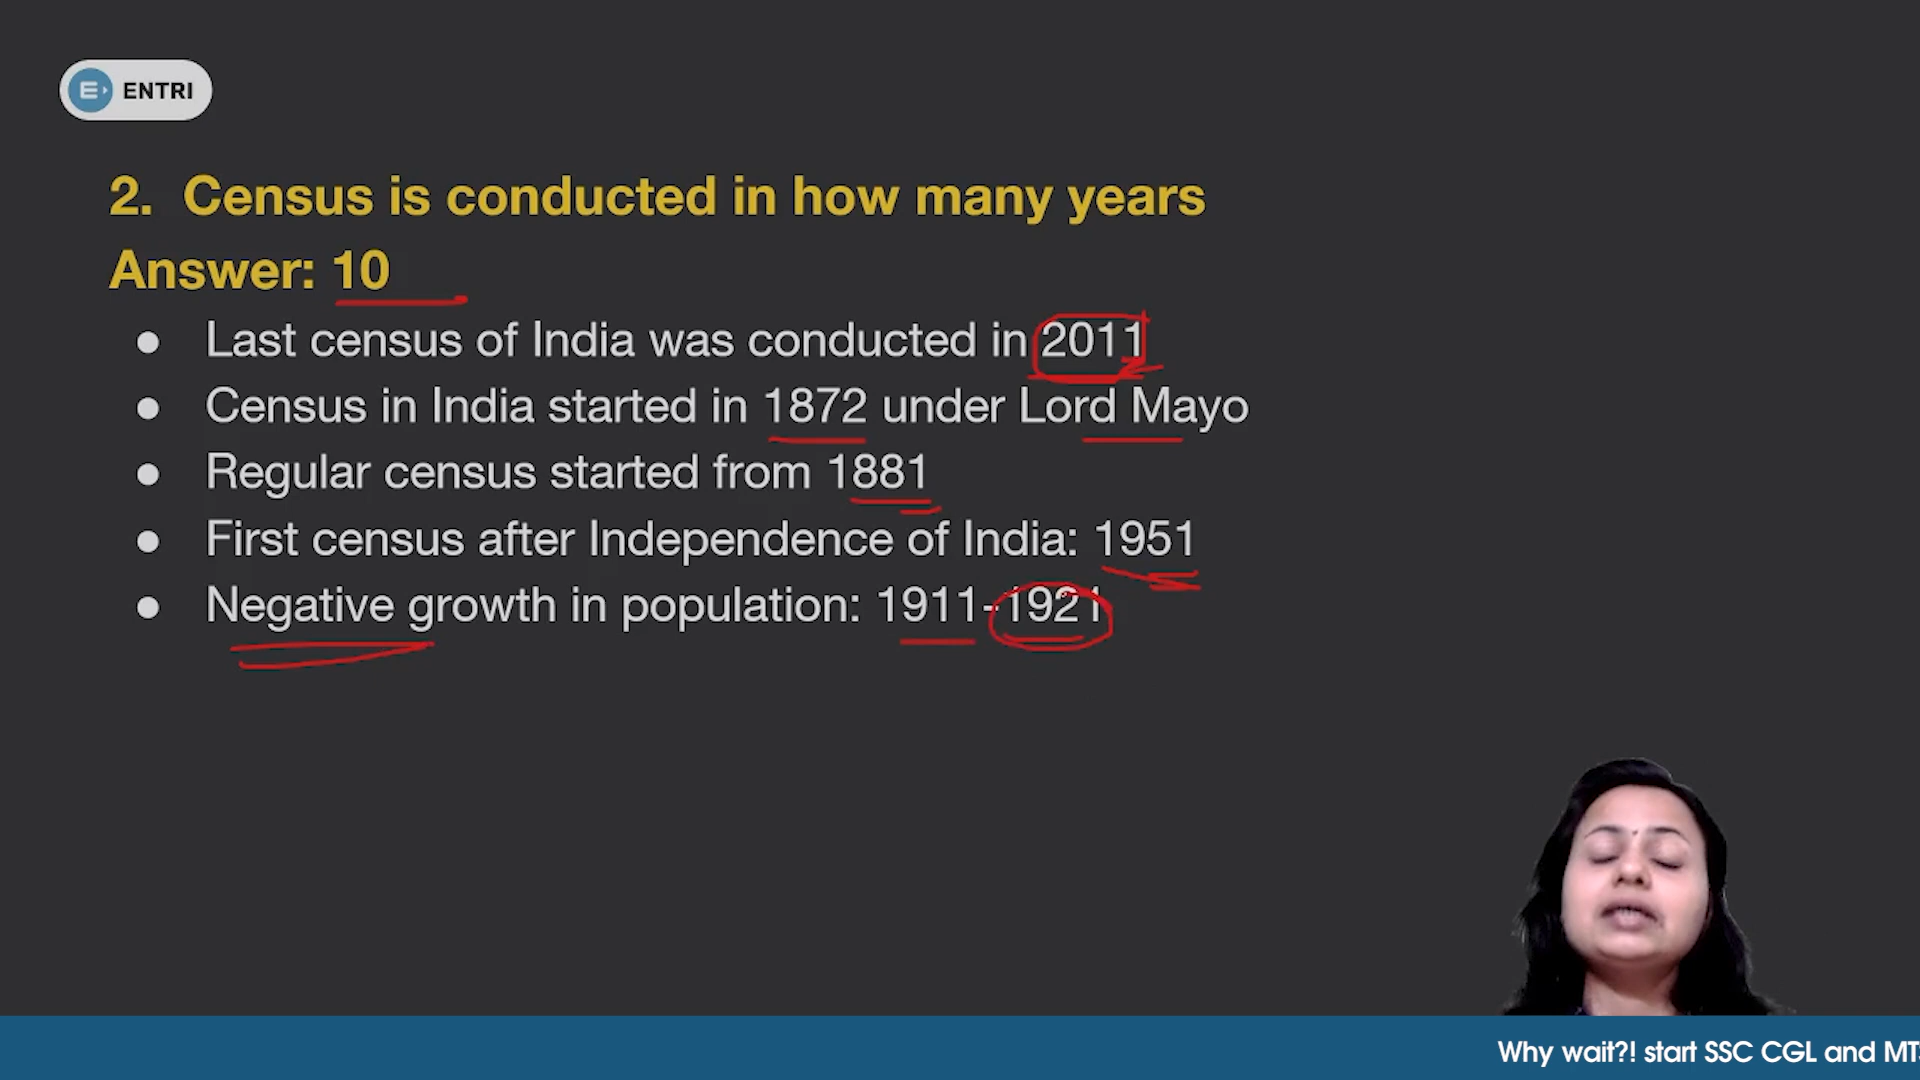 ENTRI
2. Census is conducted in how many years
Answer: 10
● Last census of India was conducted in 2011
● Census in India started in 1872 under Lord Mayo
● Regular census started from 1881
● First census after Independence of India: 1951
● Negative growth in population: 1911-1921
Why wait?! start SSC CGL and MTS